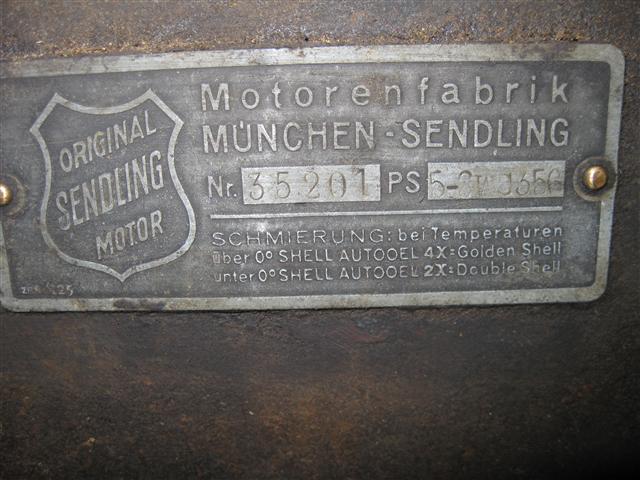 ORIGINAL
SENDLING
MOTOR
Motorenfabrik
MÜNCHEN-SENDLING
Nr. 35201 PS
SCHMIERUNG: bei Temperaturen
über 0° SHELL AUTOOEL 4X=Golden Shell
unter 0° SHELL AUTOOEL 2X=Double Shell